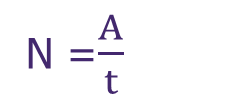 N = A/t